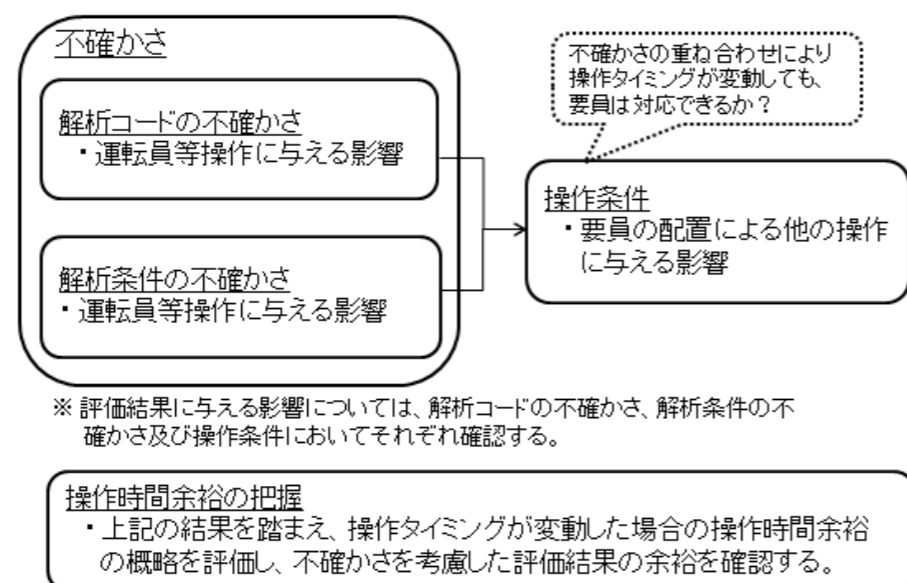 不確かさ
解析コードの不確かさ
・運転員等操作に与える影響
解析条件の不確かさ
・運転員等操作に与える影響
不確かさの重ね合わせにより
操作タイミングが変動しても、
要員は対応できるか？
操作条件
・要員の配置による他の操作
に与える影響
※ 評価結果に与える影響については、解析コードの不確かさ、解析条件の不
確かさ及び操作条件においてそれぞれ確認する。
操作時間余裕の把握
・上記の結果を踏まえ、操作タイミングが変動した場合の操作時間余裕
の概略を評価し、不確かさを考慮した評価結果の余裕を確認する。